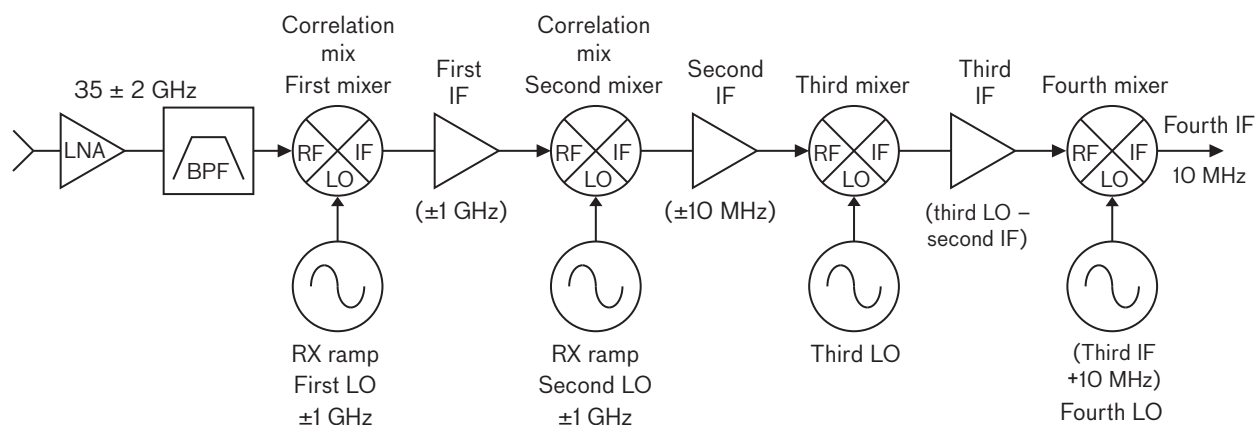 Correlation
mix
First mixer
Correlation
mix
Second mixer
First
IF
Second
IF
Third mixer
Third
IF
Fourth mixer
35 ± 2 GHz
LNA
BPF
RF
IF
LO
RF
IF
LO
RF
IF
LO
RF
IF
LO
Fourth IF
10 MHz
(±1 GHz)
(±10 MHz)
(third LO –
second IF)
RX ramp
First LO
±1 GHz
RX ramp
Second LO
±1 GHz
Third LO
(Third IF
+10 MHz)
Fourth LO